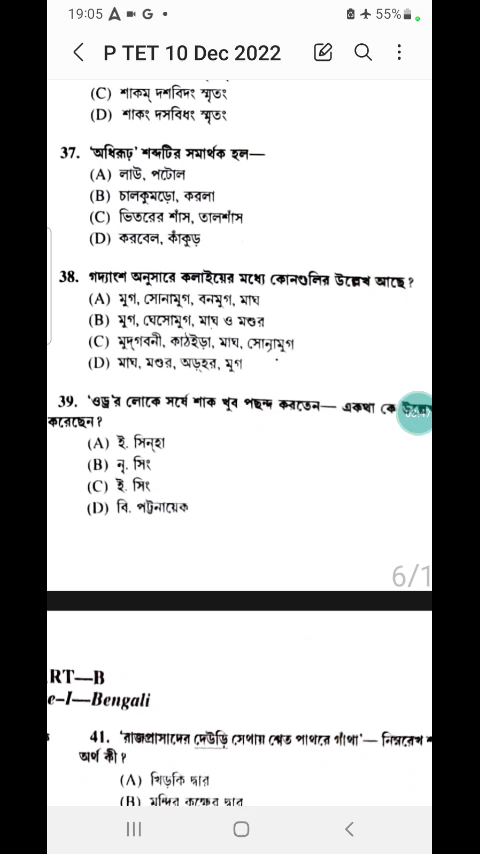 19:05
55%
P TET 10 Dec 2022
(C) শাকম্ দশবিদং স্মৃতং
(D) শাকং দসবিধং স্মৃতং
37. 'অধিরূঢ়' শব্দটির সমার্থক হল—
(A) লাউ, পটোল
(B) চালকুমড়ো, করলা
(C) ভিতরের শাঁস, তালশাঁস
(D) করবেল, কাঁকুড়
38. গদ্যাংশ অনুসারে কলাইয়ের মধ্যে কোনগুলির উল্লেখ আছে?
(A) মুগ, সোনামুগ, বনমুগ, মাঘ
(B) মুগ, ঘেসোমুগ, মাঘ ও মশুর
(C) মুদ্গবনী, কাঠইড়া, মাঘ, সোনামুগ
(D) মাঘ, মশুর, অড়হর, মুগ
39. 'ওড্র'র লোকে সর্ষে শাক খুব পছন্দ করতেন— একথা কে
করেছেন?
(A) ই. সিন্‌হা
(B) নৃ. সিং
(C) ই. সিং
(D) বি. পট্টনায়েক
6/1
RT—B
e–I—Bengali
41. 'রাজপ্রাসাদের দেউড়ি সেথায় শ্বেত পাথরে গাঁথা'— নিম্নরেখ
অর্থ কী?
(A) খিড়কি দ্বার
(B) মন্দির কক্ষের দ্বার